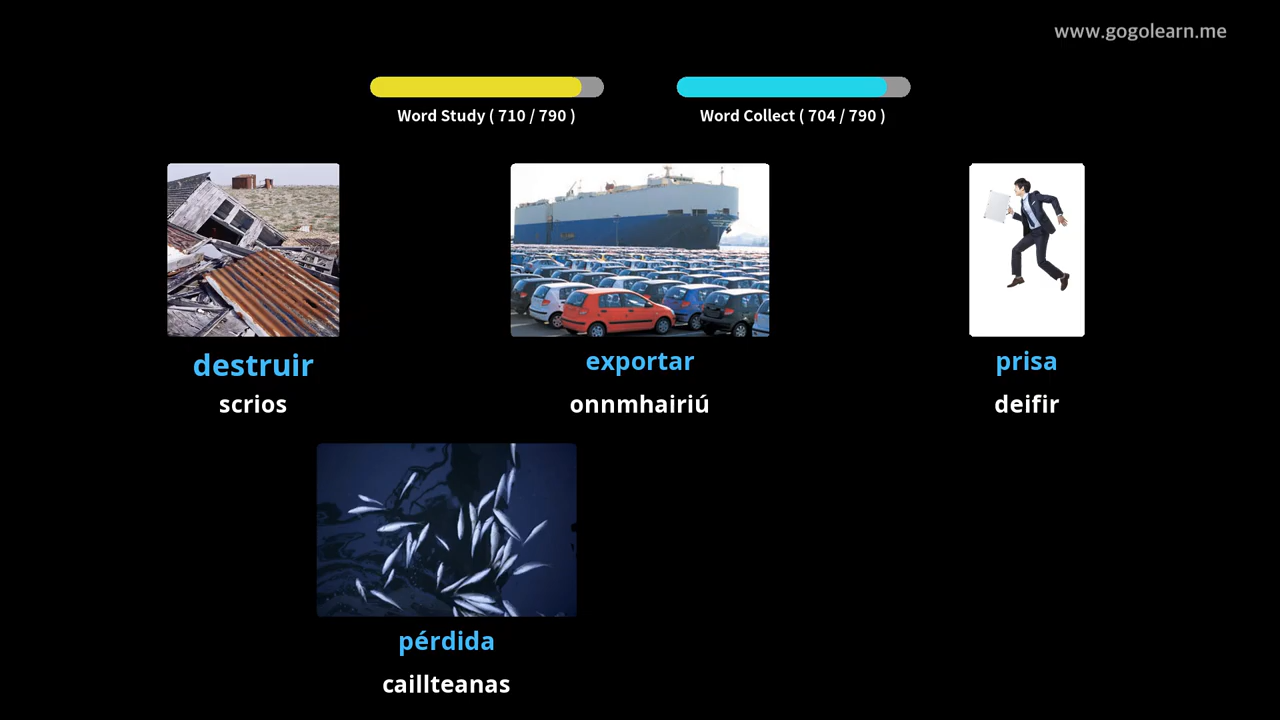 www.gogolearn.me
Word Study ( 710 / 790 )
Word Collect ( 704 / 790 )
destruir
scrios
exportar
onnmhairiú
prisa
deifir
pérdida
caillteanas